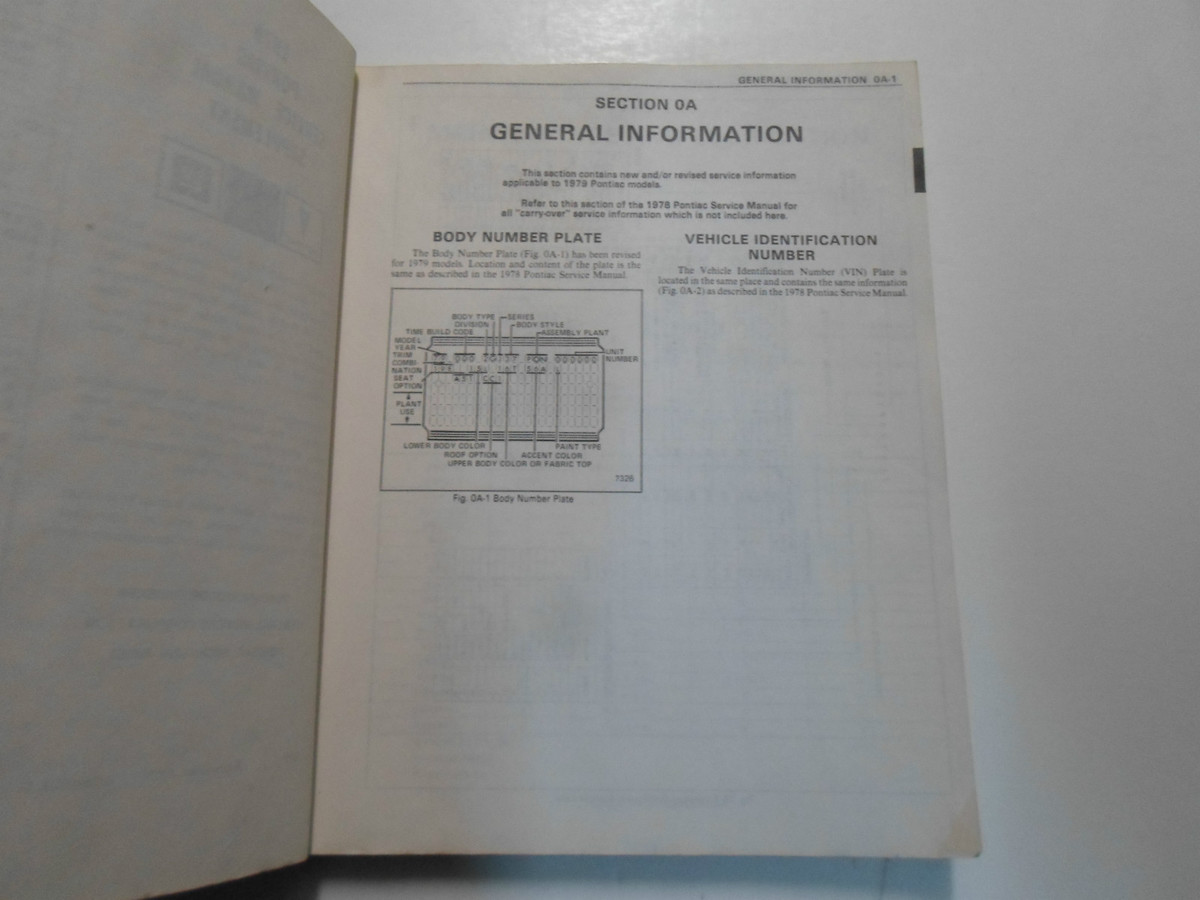 GENERAL INFORMATION 0A-1
SECTION 0A
GENERAL INFORMATION
This section contains new and/or revised service information
applicable to 1979 Pontiac models.
Refer to this section of the 1978 Pontiac Service Manual for
all "carry-over" service information which is not included here.
BODY NUMBER PLATE
The Body Number Plate (Fig. 0A-1) has been revised
for 1979 models. Location and content of the plate is the
same as described in the 1978 Pontiac Service Manual.
BODY TYPE
SERIES
DIVISION
BODY STYLE
TIME BUILD CODE
ASSEMBLY PLANT
MODEL
YEAR
UNIT
NUMBER
TRIM
COMBI-
NATION
SEAT
OPTION
PLANT
USE
LOWER BODY COLOR
PAINT TYPE
ROOF OPTION
ACCENT COLOR
UPPER BODY COLOR OR FABRIC TOP
7326
Fig. 0A-1 Body Number Plate
VEHICLE IDENTIFICATION
NUMBER
The Vehicle Identification Number (VIN) Plate is
located in the same place and contains the same information
(Fig. 0A-2) as described in the 1978 Pontiac Service Manual.